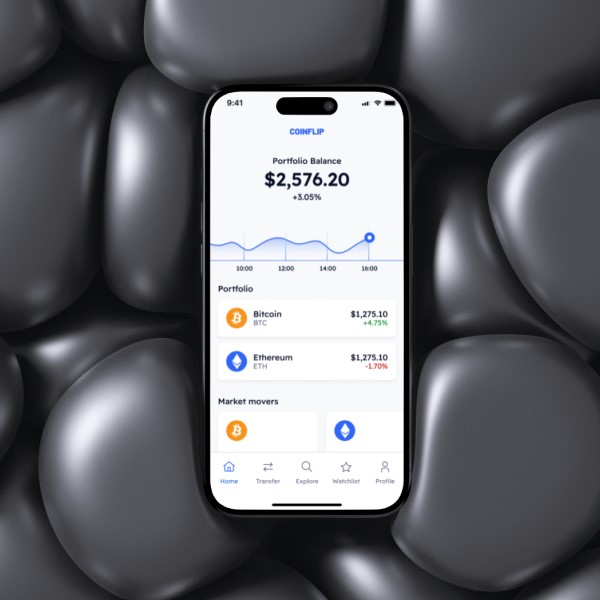 9:41
COINFLIP
Portfolio Balance
$2,576.20
+3.05%
10:00 12:00 14:00 16:00
Portfolio
Bitcoin $1,275.10
BTC +4.75%
Ethereum $1,275.10
ETH -1.70%
Market movers
Home Transfer Explore Watchlist Profile